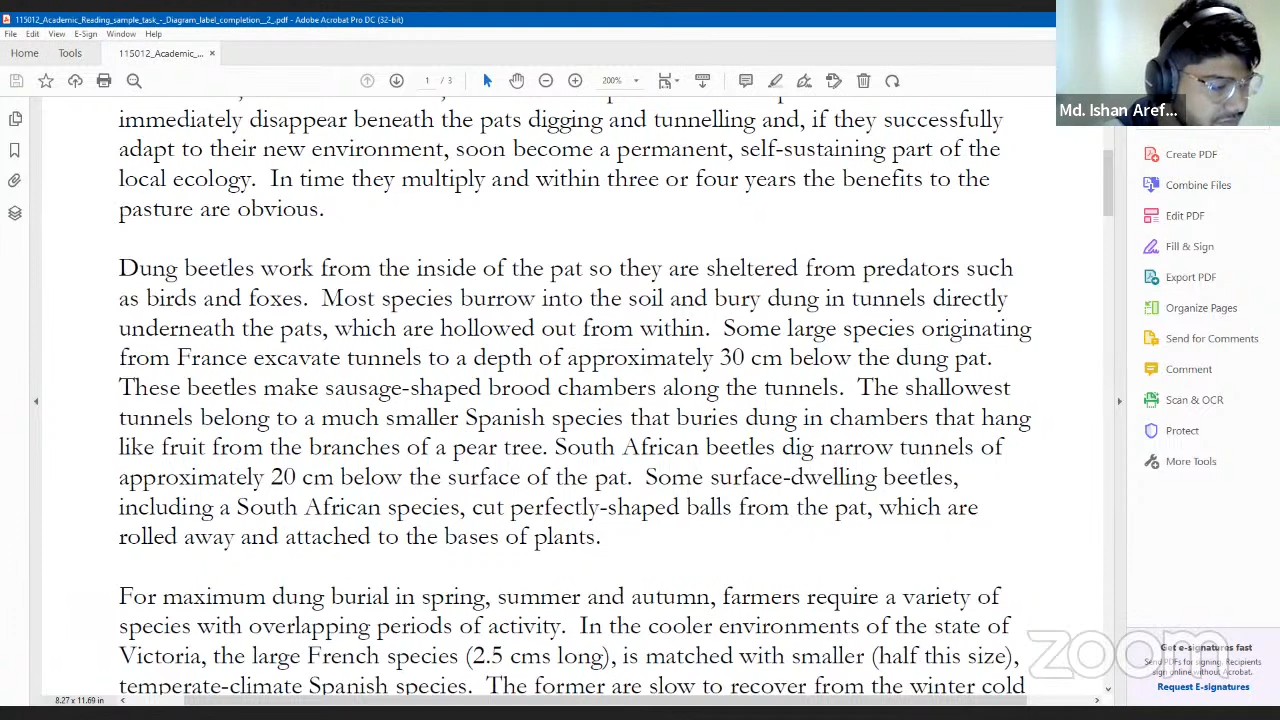 115012_Academic_Reading_sample_task_-_Diagram_label_completion__2_.pdf - Adobe Acrobat Pro DC (32-bit)
File Edit View E-Sign Window Help
Home Tools 115012_Academic_... ×
1 / 3 200%
immediately disappear beneath the pats digging and tunnelling and, if they successfully
adapt to their new environment, soon become a permanent, self-sustaining part of the
local ecology. In time they multiply and within three or four years the benefits to the
pasture are obvious.
Dung beetles work from the inside of the pat so they are sheltered from predators such
as birds and foxes. Most species burrow into the soil and bury dung in tunnels directly
underneath the pats, which are hollowed out from within. Some large species originating
from France excavate tunnels to a depth of approximately 30 cm below the dung pat.
These beetles make sausage-shaped brood chambers along the tunnels. The shallowest
tunnels belong to a much smaller Spanish species that buries dung in chambers that hang
like fruit from the branches of a pear tree. South African beetles dig narrow tunnels of
approximately 20 cm below the surface of the pat. Some surface-dwelling beetles,
including a South African species, cut perfectly-shaped balls from the pat, which are
rolled away and attached to the bases of plants.
For maximum dung burial in spring, summer and autumn, farmers require a variety of
species with overlapping periods of activity. In the cooler environments of the state of
Victoria, the large French species (2.5 cms long), is matched with smaller (half this size),
temperate-climate Spanish species. The former are slow to recover from the winter cold
8.27 x 11.69 in
Md. Ishan Aref...
Create PDF
Combine Files
Edit PDF
Fill & Sign
Export PDF
Organize Pages
Send for Comments
Comment
Scan & OCR
Protect
More Tools
zoom
Get e-signatures fast
Send PDFs for signing. Recipients
sign online without Acrobat.
Request E-signatures